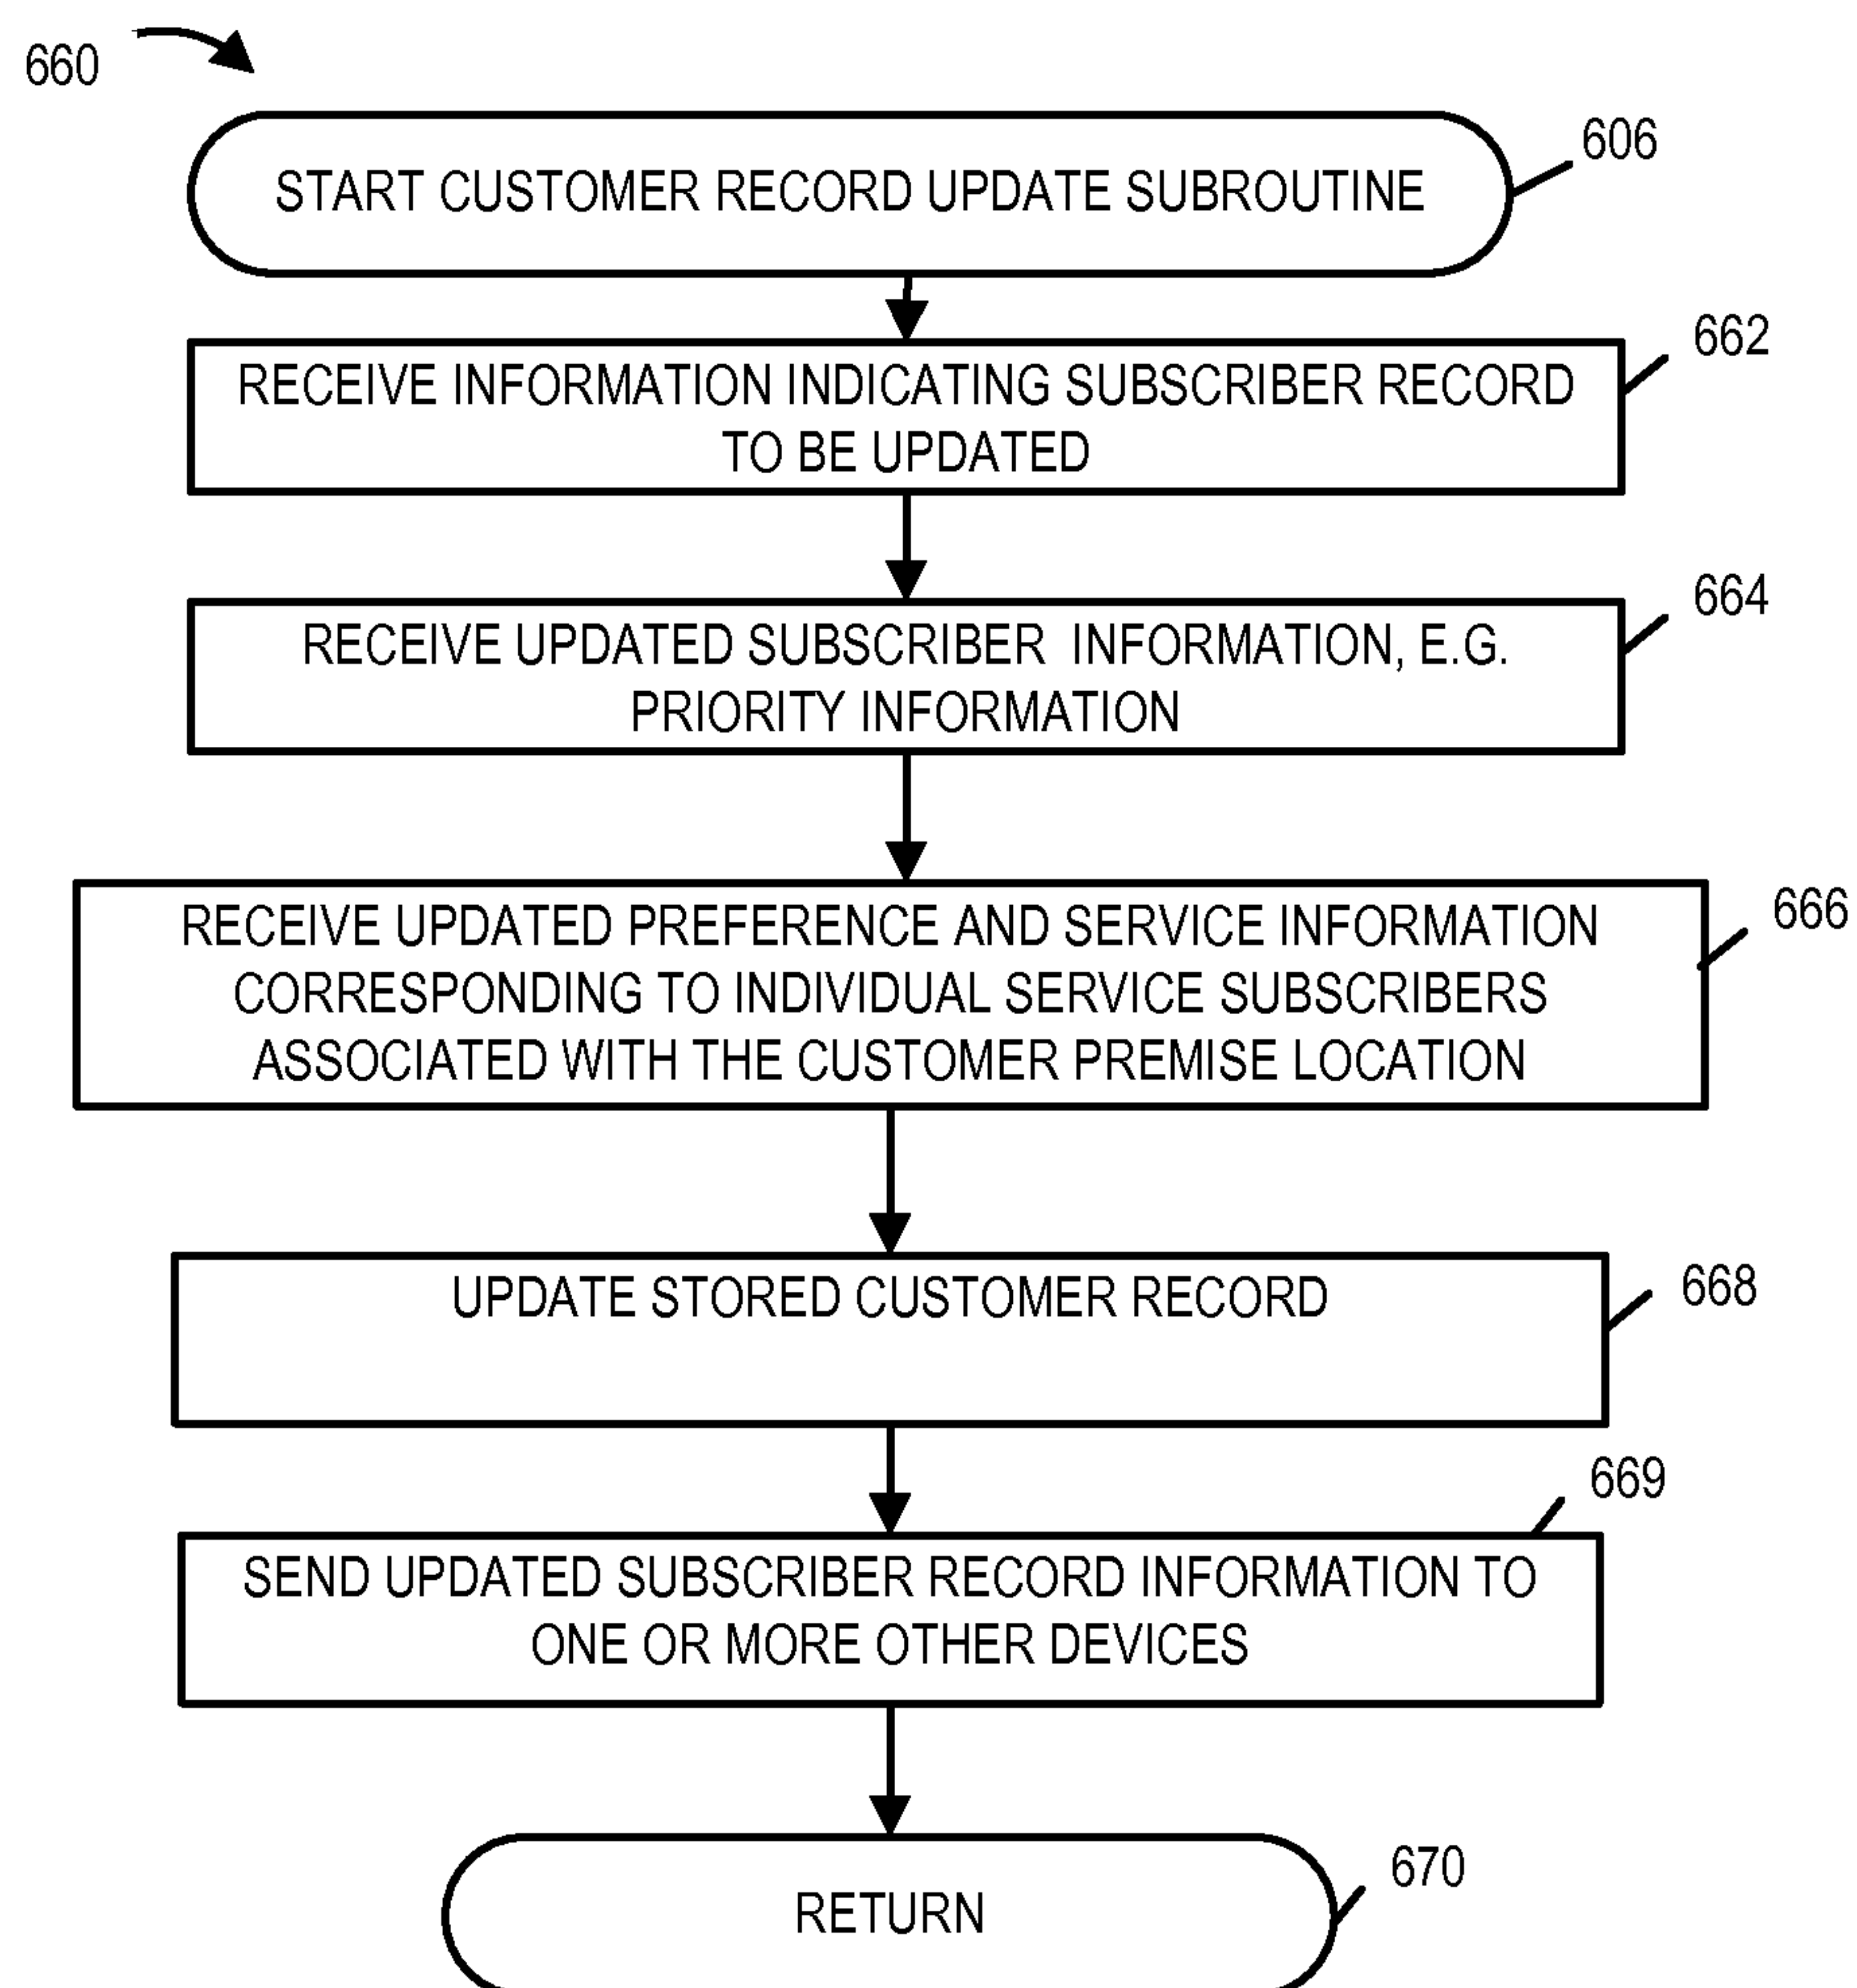 660
START CUSTOMER RECORD UPDATE SUBROUTINE
606
662
RECEIVE INFORMATION INDICATING SUBSCRIBER RECORD
TO BE UPDATED
664
RECEIVE UPDATED SUBSCRIBER INFORMATION, E.G.
PRIORITY INFORMATION
666
RECEIVE UPDATED PREFERENCE AND SERVICE INFORMATION
CORRESPONDING TO INDIVIDUAL SERVICE SUBSCRIBERS
ASSOCIATED WITH THE CUSTOMER PREMISE LOCATION
668
UPDATE STORED CUSTOMER RECORD
669
SEND UPDATED SUBSCRIBER RECORD INFORMATION TO
ONE OR MORE OTHER DEVICES
670
RETURN